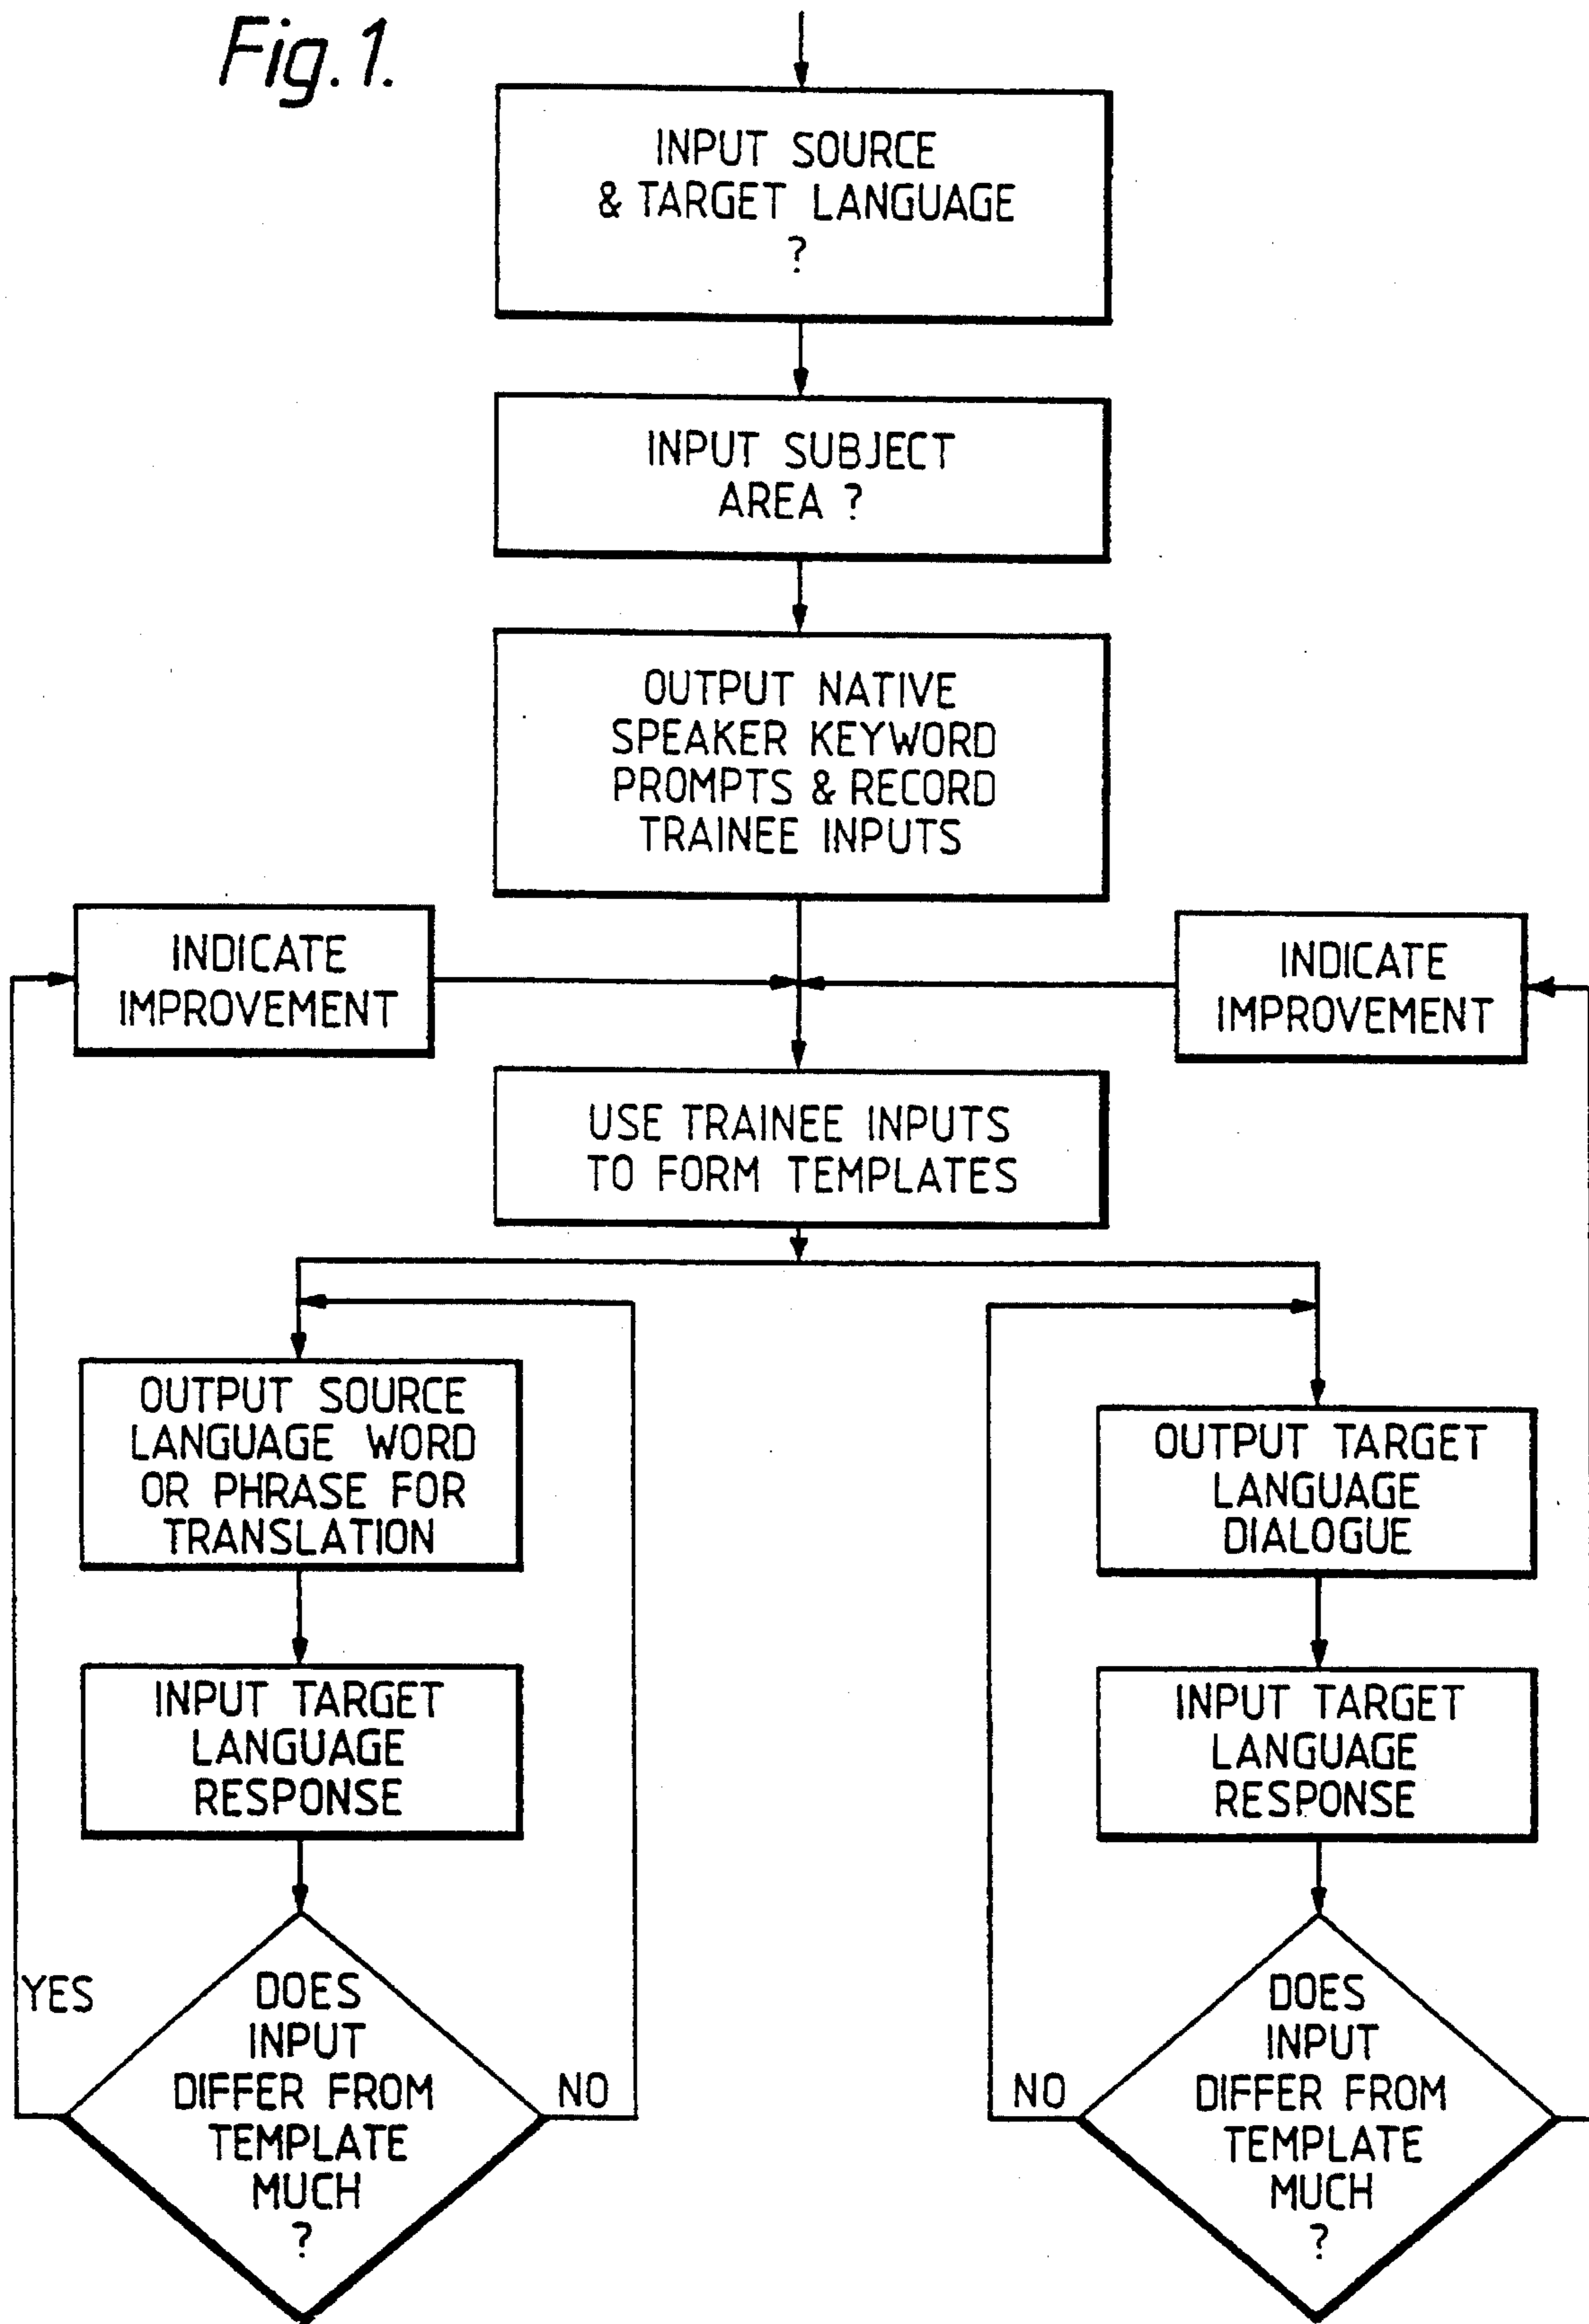 Fig. 1.
INPUT SOURCE
& TARGET LANGUAGE
?
INPUT SUBJECT
AREA ?
OUTPUT NATIVE
SPEAKER KEYWORD
PROMPTS & RECORD
TRAINEE INPUTS
INDICATE
IMPROVEMENT
INDICATE
IMPROVEMENT
USE TRAINEE INPUTS
TO FORM TEMPLATES
OUTPUT SOURCE
LANGUAGE WORD
OR PHRASE FOR
TRANSLATION
INPUT TARGET
LANGUAGE
RESPONSE
YES
DOES
INPUT
DIFFER FROM
TEMPLATE
MUCH
?
NO
OUTPUT TARGET
LANGUAGE
DIALOGUE
INPUT TARGET
LANGUAGE
RESPONSE
NO
DOES
INPUT
DIFFER FROM
TEMPLATE
MUCH
?